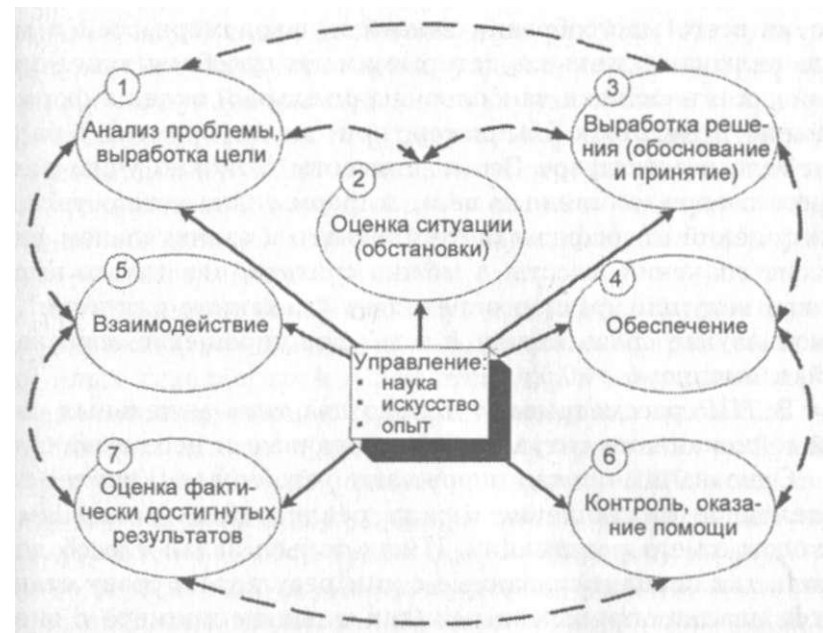 1
Анализ проблемы,
выработка цели
3
Выработка реше-
ния (обоснование
и принятие)
2
Оценка ситуации
(обстановки)
5
Взаимодействие
4
Обеспечение
Управление:
• наука
• искусство
• опыт
7
Оценка факти-
чески достигнутых
результатов
6
Контроль, оказа-
ние помощи